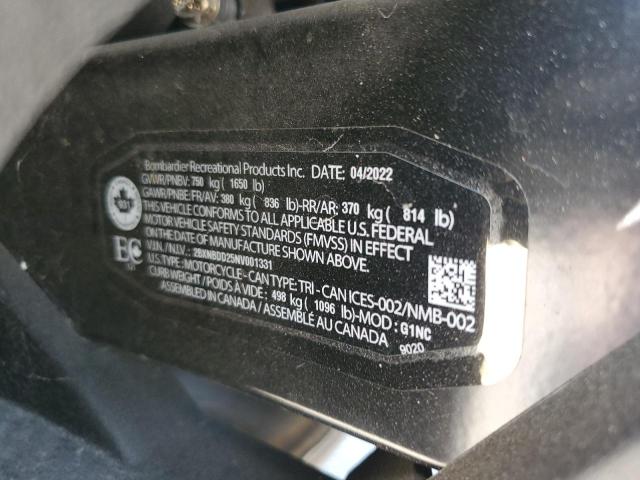 Bombardier Recreational Products Inc. DATE: 04/2022
GVWR/PNBV: 750 kg ( 1650 lb)
GAWR/PNBE: FR/AV: 380 kg ( 836 lb)-RR/AR: 370 kg ( 814 lb)
THIS VEHICLE CONFORMS TO ALL APPLICABLE U.S. FEDERAL
MOTOR VEHICLE SAFETY STANDARDS (FMVSS) IN EFFECT
ON THE DATE OF MANUFACTURE SHOWN ABOVE.
V.I.N. / N.I.V. : 2BXNBDD25NV001331
U.S.TYPE: MOTORCYCLE - CAN TYPE: TRI - CAN ICES-002/NMB-002
CURB WEIGHT / POIDS À VIDE : 498 kg ( 1096 lb)-MOD : G1NC
ASSEMBLED IN CANADA / ASSEMBLÉ AU CANADA
9020